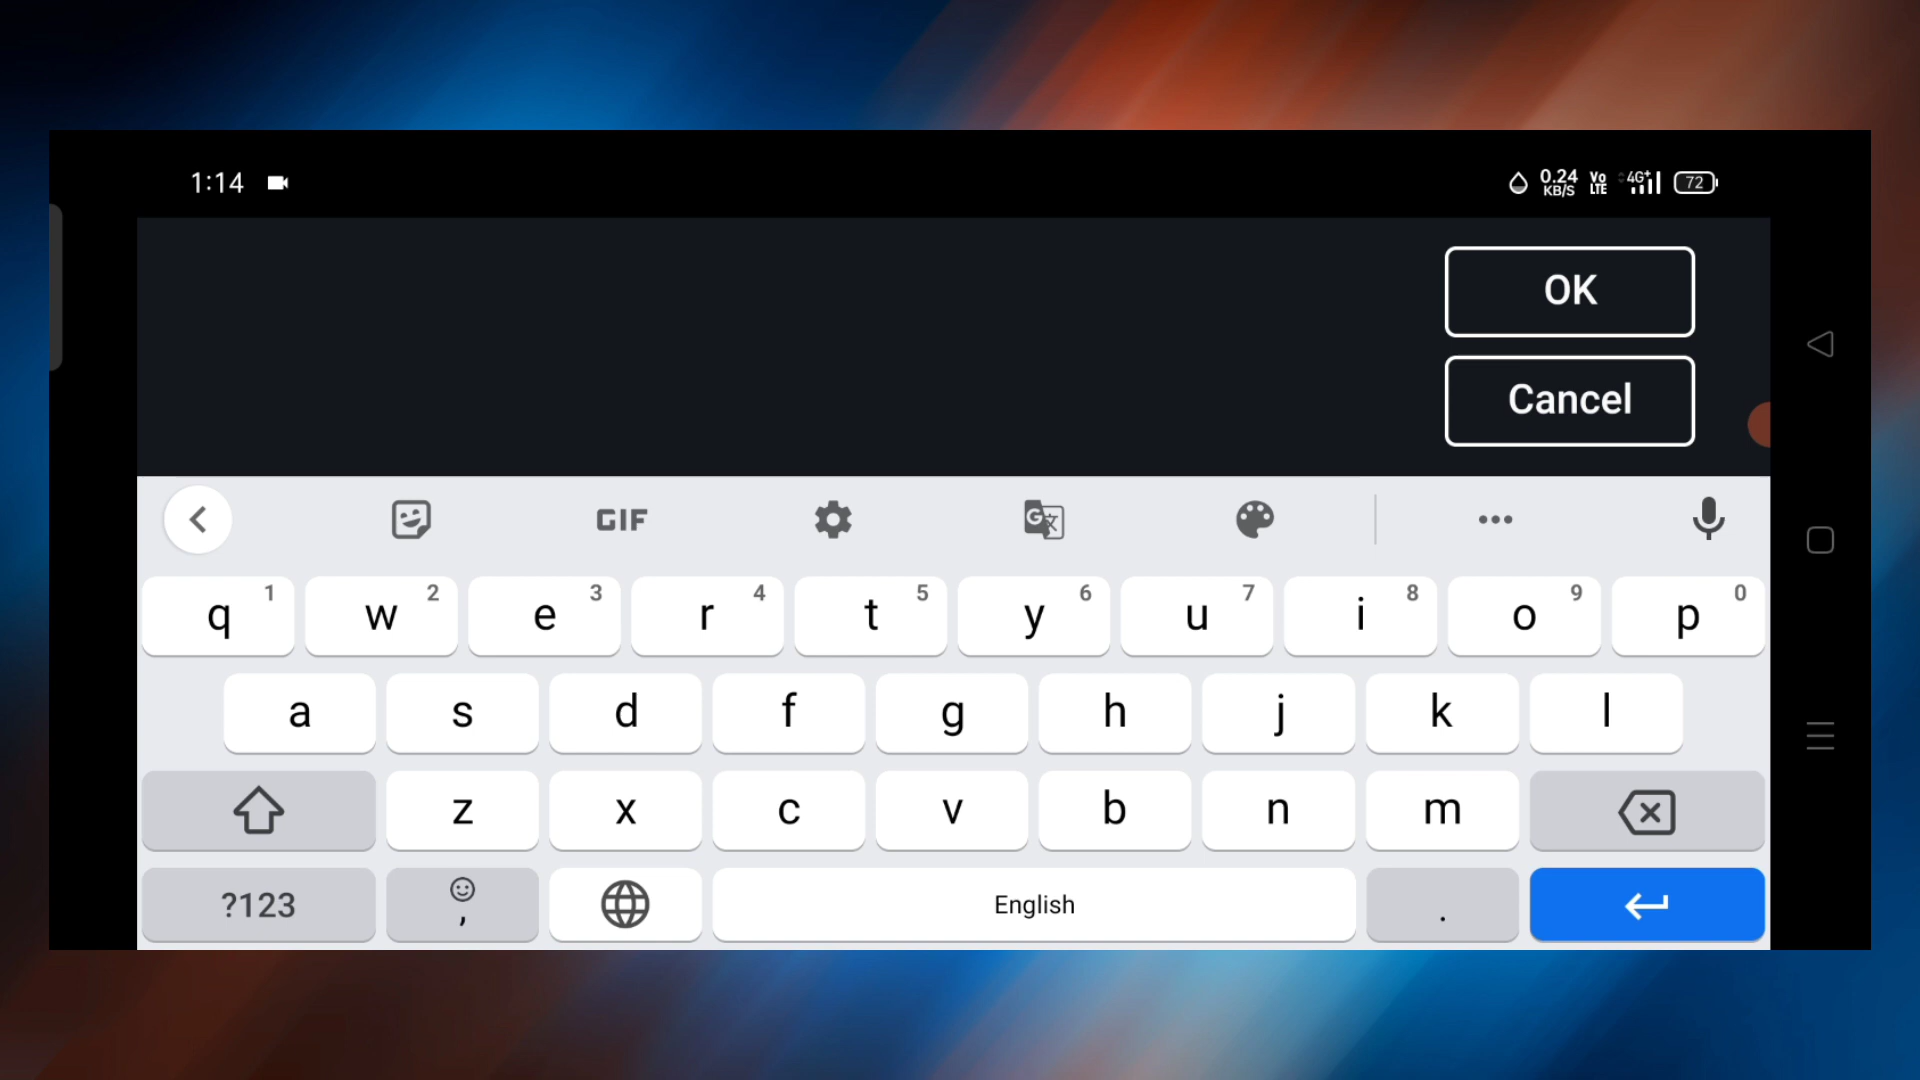 1:14 0.24 KB/S Vo LTE 4G+ 72
OK
Cancel
GIF G 文
q 1 w 2 e 3 r 4 t 5 y 6 u 7 i 8 o 9 p 0
a s d f g h j k l
z x c v b n m
?123 , English .